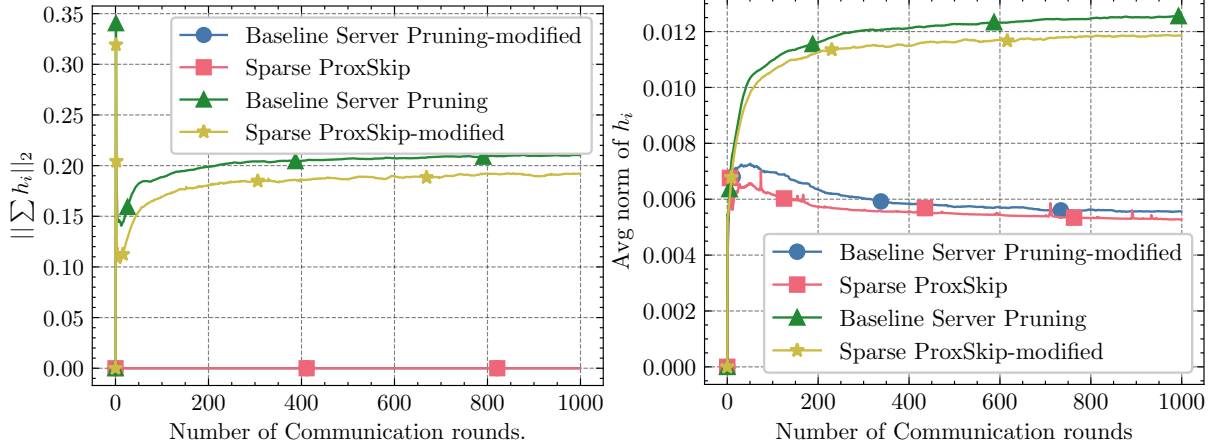 0.35
0.30
0.25
0.20
0.15
0.10
0.05
0.00
|| ∑ h_i||_2
0
200
400
600
800
1000
Number of Communication rounds.
Baseline Server Pruning-modified
Sparse ProxSkip
Baseline Server Pruning
Sparse ProxSkip-modified
0.012
0.010
0.008
0.006
0.004
0.002
0.000
Avg norm of h_i
0
200
400
600
800
1000
Number of Communication rounds
Baseline Server Pruning-modified
Sparse ProxSkip
Baseline Server Pruning
Sparse ProxSkip-modified